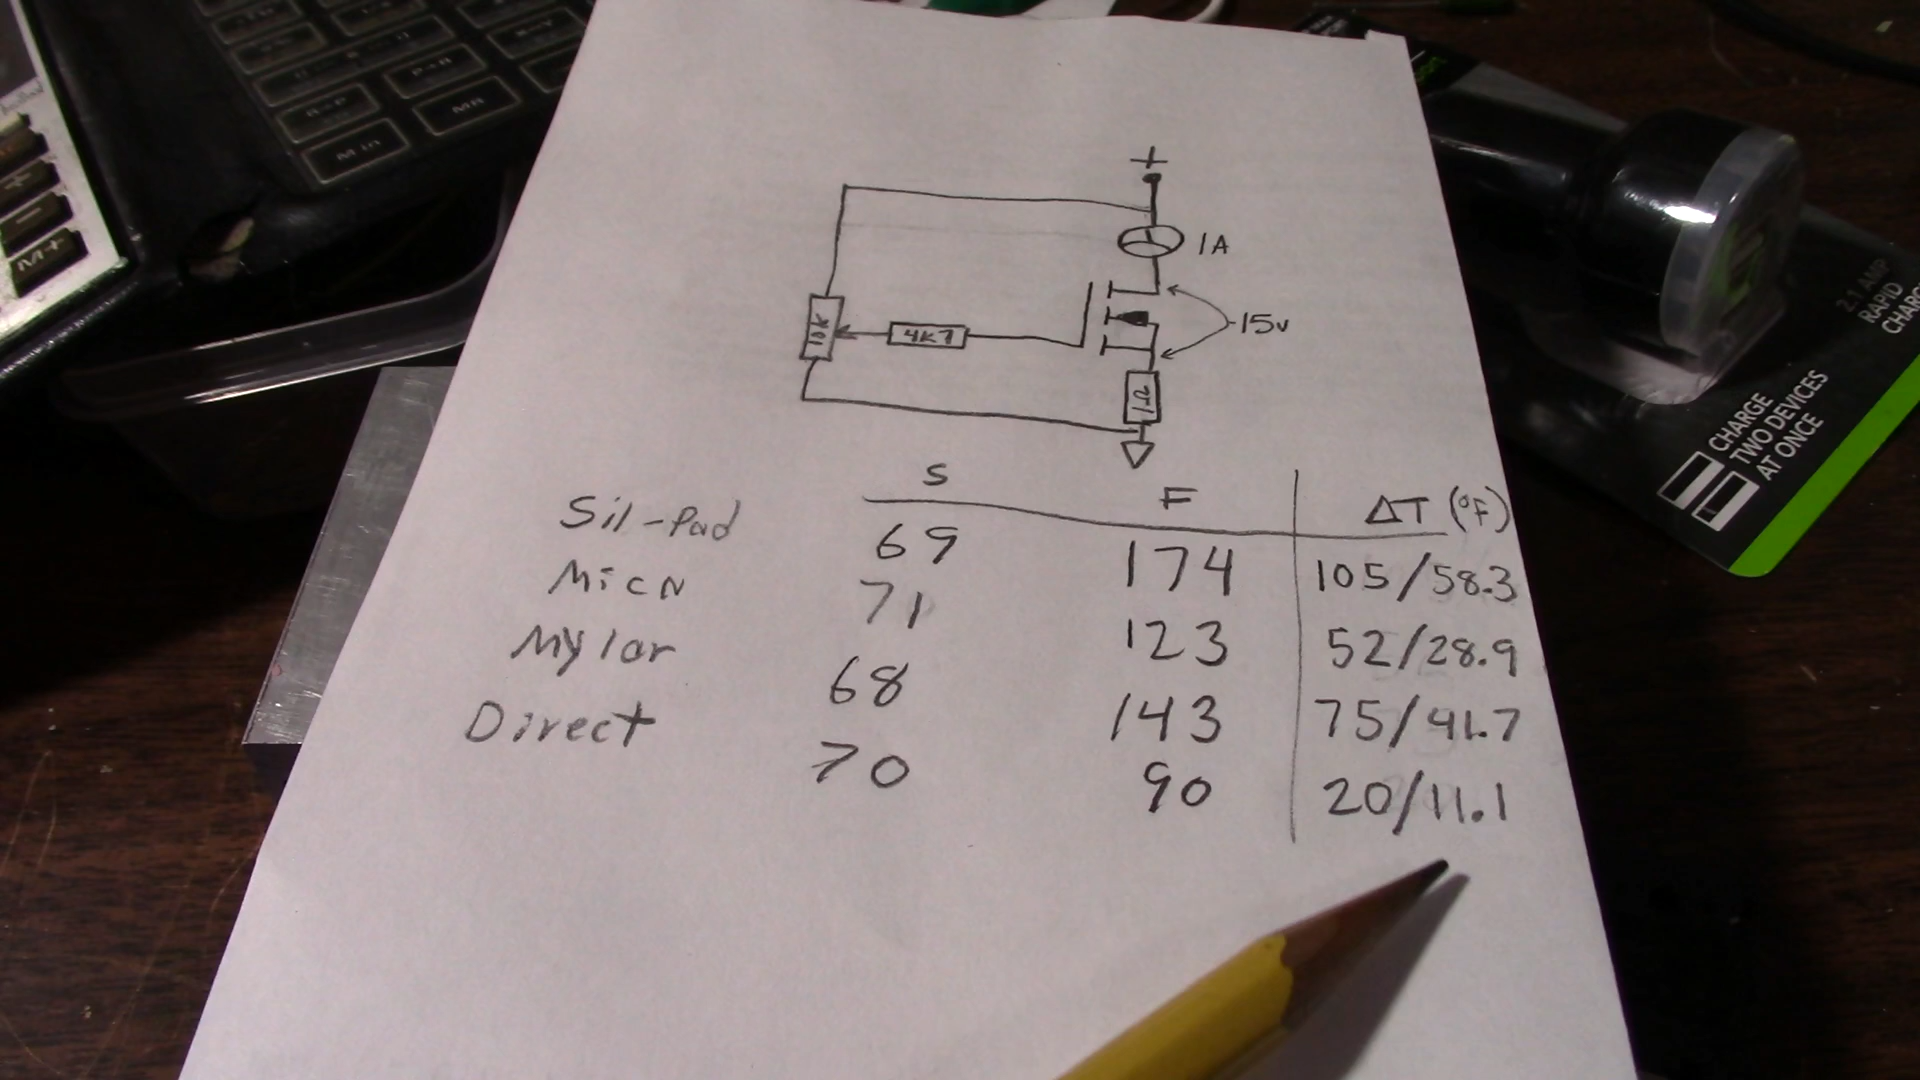 +
1A
10K
4K7
15v
1Ω
S F ΔT (°F)
Sil-Pad 69 174 105/58.3
Mica 71 123 52/28.9
Mylar 68 143 75/41.7
Direct 70 90 20/11.1
M in
MR
M+
2.1 AMP
RAPID
CHARGE
TWO DEVICES
AT ONCE